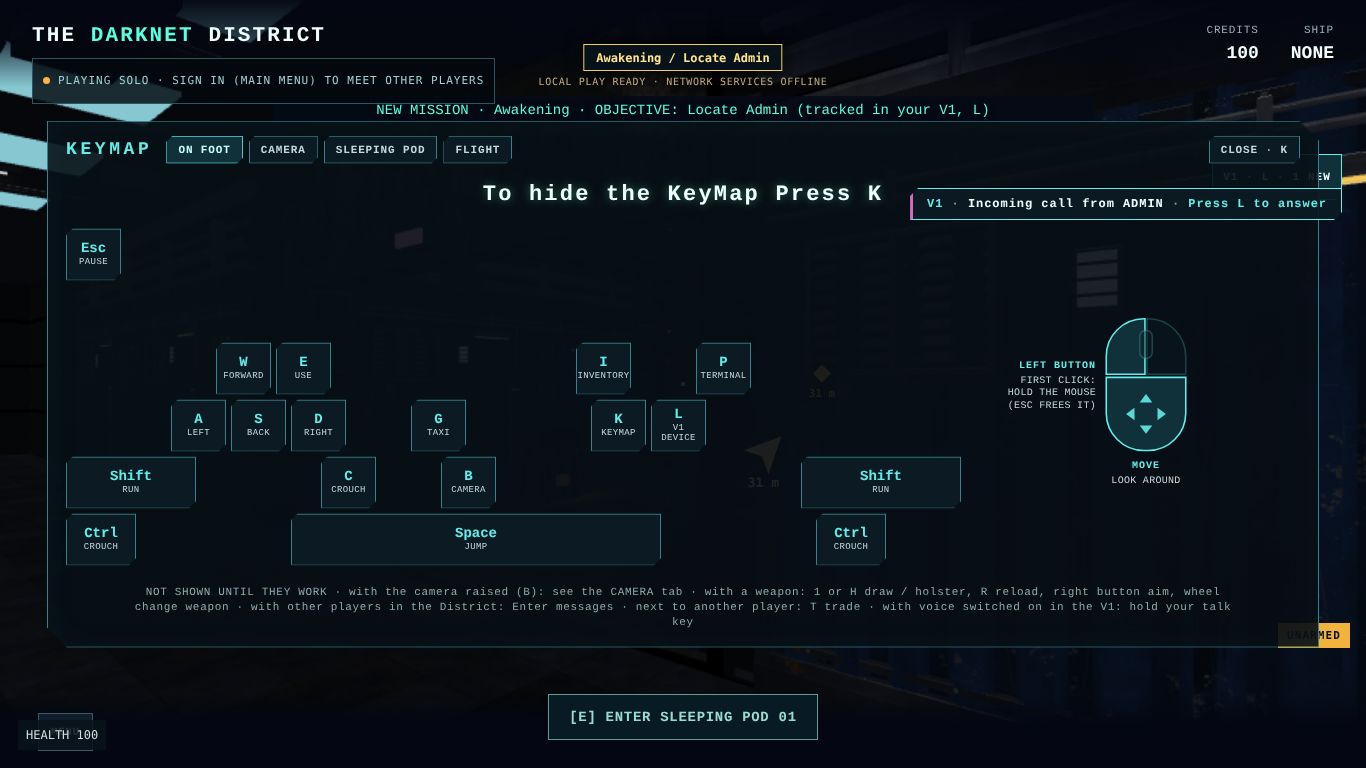 THE DARKNET DISTRICT
CREDITS
SHIP
100
NONE
PLAYING SOLO · SIGN IN (MAIN MENU) TO MEET OTHER PLAYERS
Awakening / Locate Admin
LOCAL PLAY READY · NETWORK SERVICES OFFLINE
NEW MISSION · Awakening · OBJECTIVE: Locate Admin (tracked in your V1, L)
KEYMAP
ON FOOT
CAMERA
SLEEPING POD
FLIGHT
CLOSE · K
V1 · L · 1 NEW
To hide the KeyMap Press K
V1 · Incoming call from ADMIN · Press L to answer
Esc
PAUSE
W
FORWARD
E
USE
I
INVENTORY
P
TERMINAL
A
LEFT
S
BACK
D
RIGHT
G
TAXI
K
KEYMAP
L
V1
DEVICE
Shift
RUN
C
CROUCH
B
CAMERA
Shift
RUN
Ctrl
CROUCH
Space
JUMP
Ctrl
CROUCH
LEFT BUTTON
FIRST CLICK:
HOLD THE MOUSE
(ESC FREES IT)
MOVE
LOOK AROUND
31 m
31 m
NOT SHOWN UNTIL THEY WORK · with the camera raised (B): see the CAMERA tab · with a weapon: 1 or H draw / holster, R reload, right button aim, wheel
change weapon · with other players in the District: Enter messages · next to another player: T trade · with voice switched on in the V1: hold your talk
key
UNARMED
[E] ENTER SLEEPING POD 01
HEALTH 100